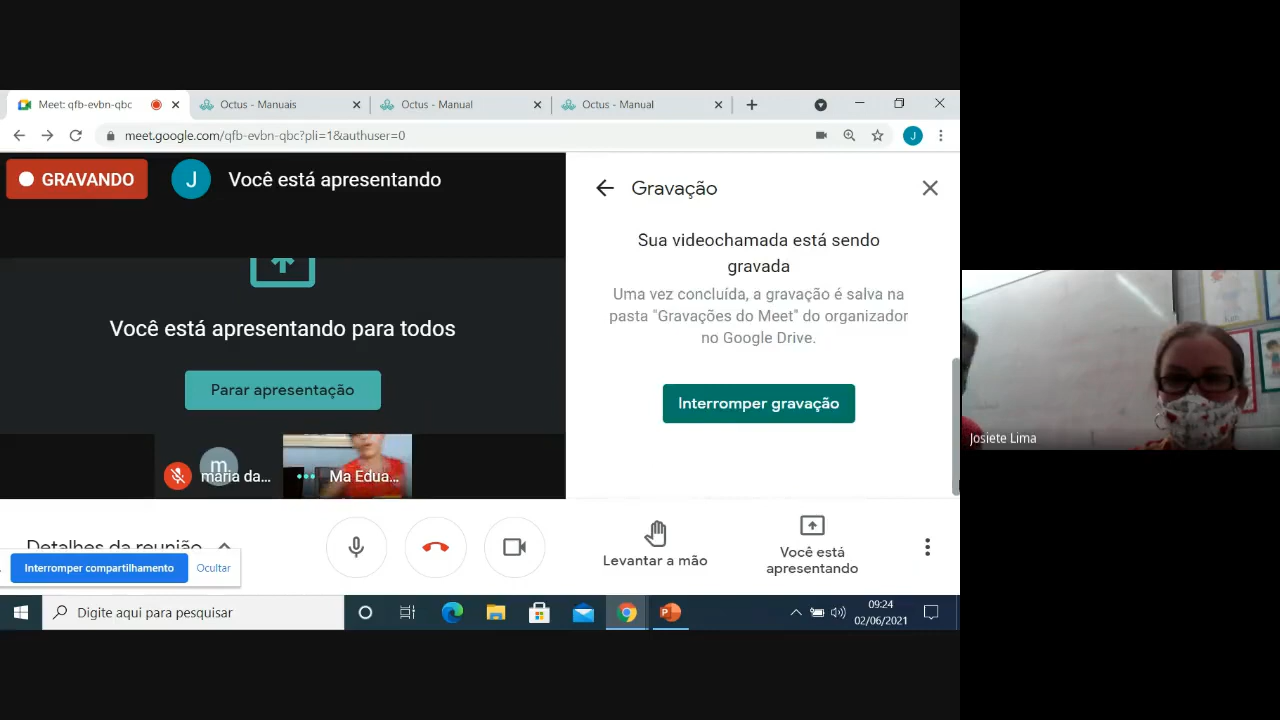 Meet: qfb-evbn-qbc
Octus - Manuais
Octus - Manual
Octus - Manual
meet.google.com/qfb-evbn-qbc?pli=1&authuser=0
GRAVANDO
J
Você está apresentando
J
Gravação
Sua videochamada está sendo
gravada
Uma vez concluída, a gravação é salva na
pasta "Gravações do Meet" do organizador
no Google Drive.
Interromper gravação
Você está apresentando para todos
Parar apresentação
m
maria da...
Ma Edua...
Josiete Lima
Detalhes da reunião
Levantar a mão
Você está
apresentando
Interromper compartilhamento
Ocultar
Digite aqui para pesquisar
09:24
02/06/2021